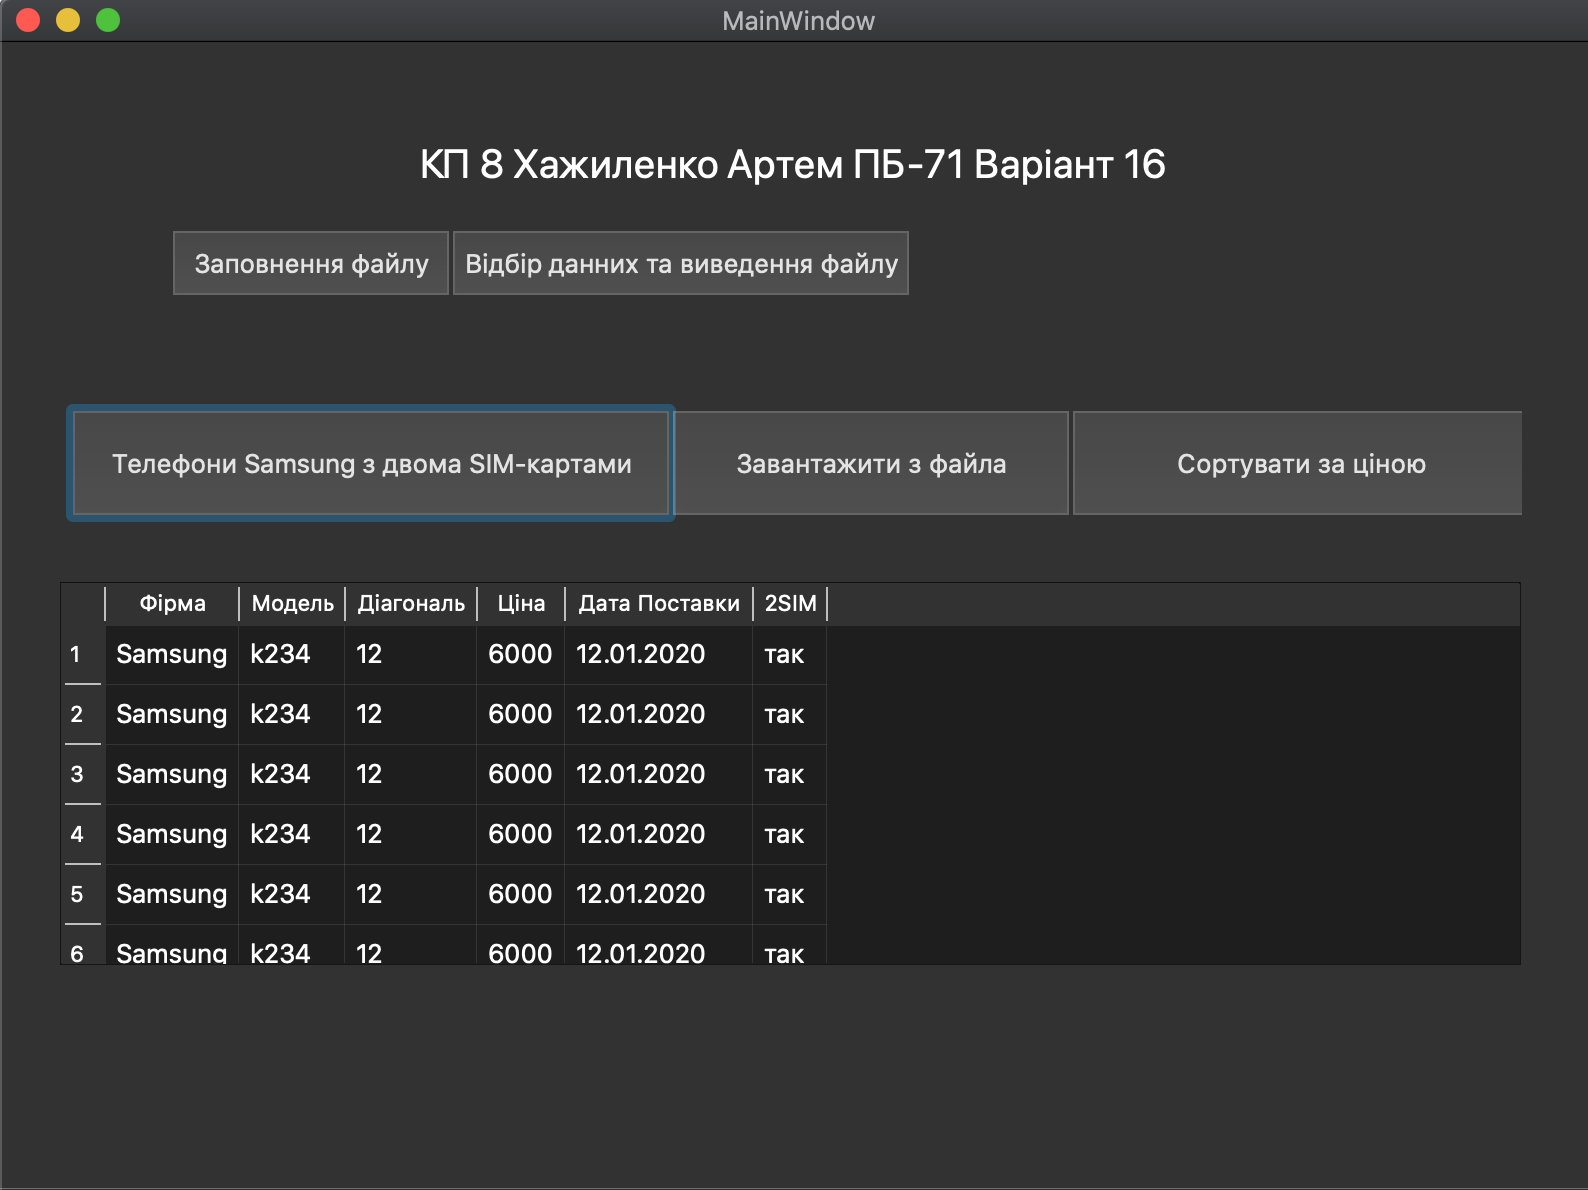 MainWindow
КП 8 Хажиленко Артем ПБ-71 Варіант 16
Заповнення файлу Відбір данних та виведення файлу
Телефони Samsung з двома SIM-картами Завантажити з файла Сортувати за ціною
Фірма Модель Діагональ Ціна Дата Поставки 2SIM
1 Samsung k234 12 6000 12.01.2020 так
2 Samsung k234 12 6000 12.01.2020 так
3 Samsung k234 12 6000 12.01.2020 так
4 Samsung k234 12 6000 12.01.2020 так
5 Samsung k234 12 6000 12.01.2020 так
6 Samsung k234 12 6000 12.01.2020 так